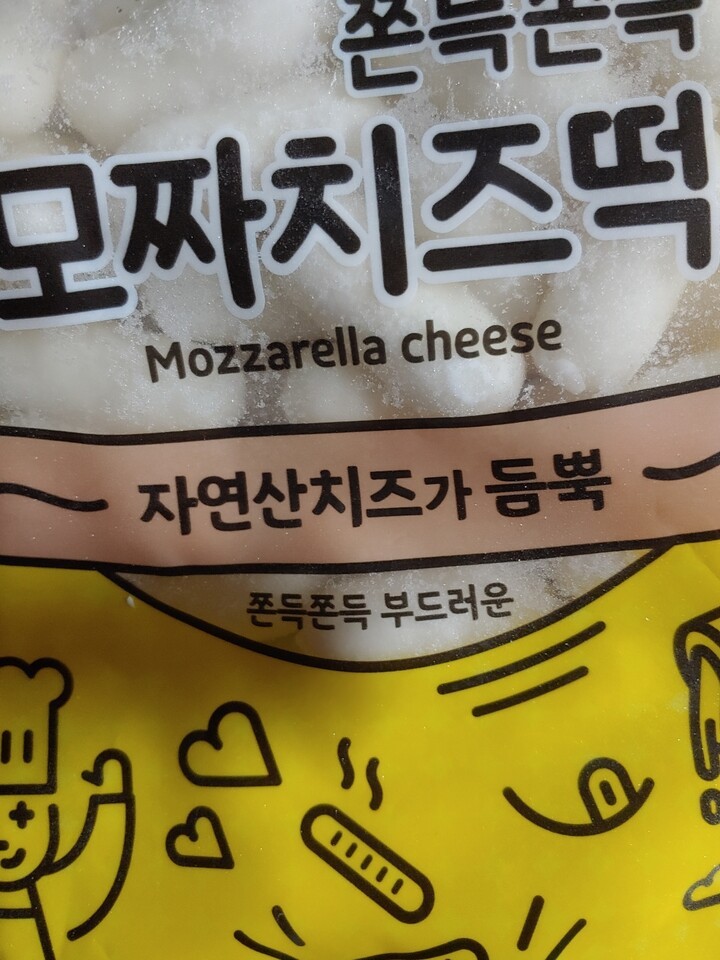 쫀득쫀득
모짜치즈떡
Mozzarella cheese
자연산치즈가 듬뿍
쫀득쫀득 부드러운